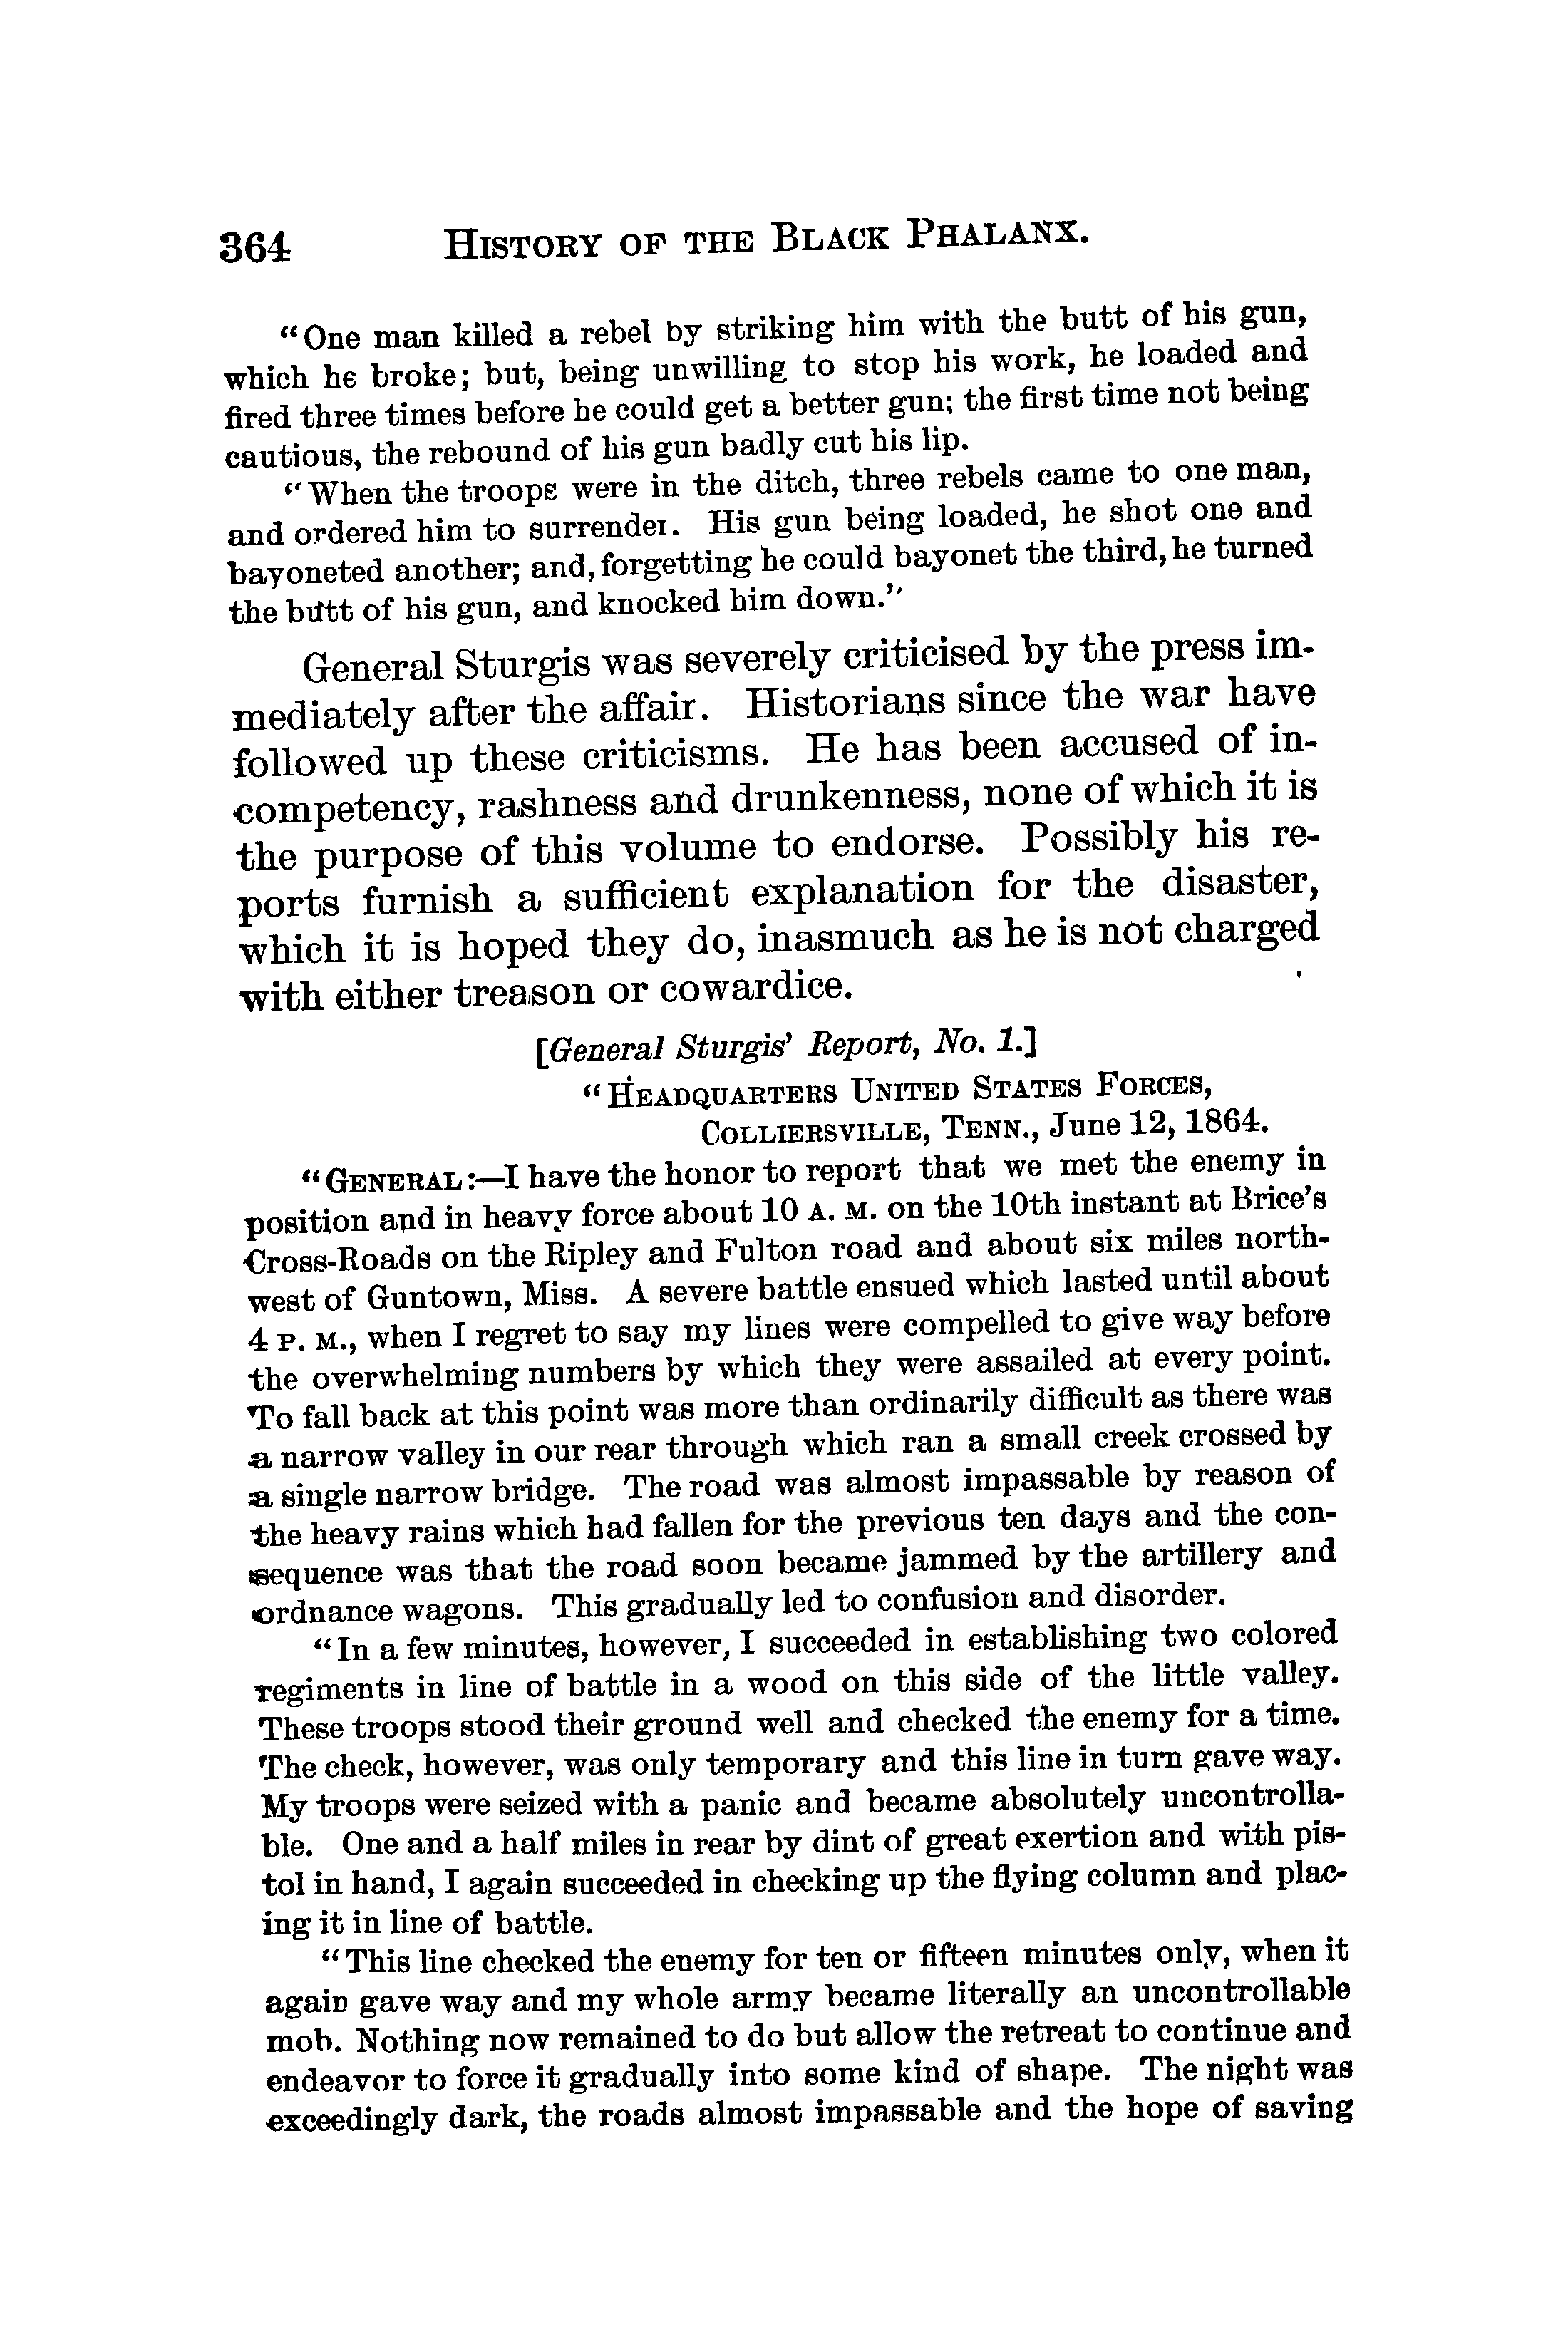 364 HISTORY OF THE BLACK PHALANX.
"One man killed a rebel by striking him with the butt of his gun,
which he broke; but, being unwilling to stop his work, he loaded and
fired three times before he could get a better gun; the first time not being
cautious, the rebound of his gun badly cut his lip.
"When the troops were in the ditch, three rebels came to one man,
and ordered him to surrender. His gun being loaded, he shot one and
bayoneted another; and, forgetting he could bayonet the third, he turned
the butt of his gun, and knocked him down."
General Sturgis was severely criticised by the press im-
mediately after the affair. Historians since the war have
followed up these criticisms. He has been accused of in-
competency, rashness and drunkenness, none of which it is
the purpose of this volume to endorse. Possibly his re-
ports furnish a sufficient explanation for the disaster,
which it is hoped they do, inasmuch as he is not charged
with either treason or cowardice.
[General Sturgis' Report, No. 1.]
"HEADQUARTERS UNITED STATES FORCES,
COLLIERSVILLE, TENN., June 12, 1864.
"GENERAL:—I have the honor to report that we met the enemy in
position and in heavy force about 10 A. M. on the 10th instant at Brice's
Cross-Roads on the Ripley and Fulton road and about six miles north-
west of Guntown, Miss. A severe battle ensued which lasted until about
4 P. M., when I regret to say my lines were compelled to give way before
the overwhelming numbers by which they were assailed at every point.
To fall back at this point was more than ordinarily difficult as there was
a narrow valley in our rear through which ran a small creek crossed by
a single narrow bridge. The road was almost impassable by reason of
the heavy rains which had fallen for the previous ten days and the con-
sequence was that the road soon became jammed by the artillery and
ordnance wagons. This gradually led to confusion and disorder.
"In a few minutes, however, I succeeded in establishing two colored
regiments in line of battle in a wood on this side of the little valley.
These troops stood their ground well and checked the enemy for a time.
The check, however, was only temporary and this line in turn gave way.
My troops were seized with a panic and became absolutely uncontrolla-
ble. One and a half miles in rear by dint of great exertion and with pis-
tol in hand, I again succeeded in checking up the flying column and plac-
ing it in line of battle.
"This line checked the enemy for ten or fifteen minutes only, when it
again gave way and my whole army became literally an uncontrollable
mob. Nothing now remained to do but allow the retreat to continue and
endeavor to force it gradually into some kind of shape. The night was
exceedingly dark, the roads almost impassable and the hope of saving